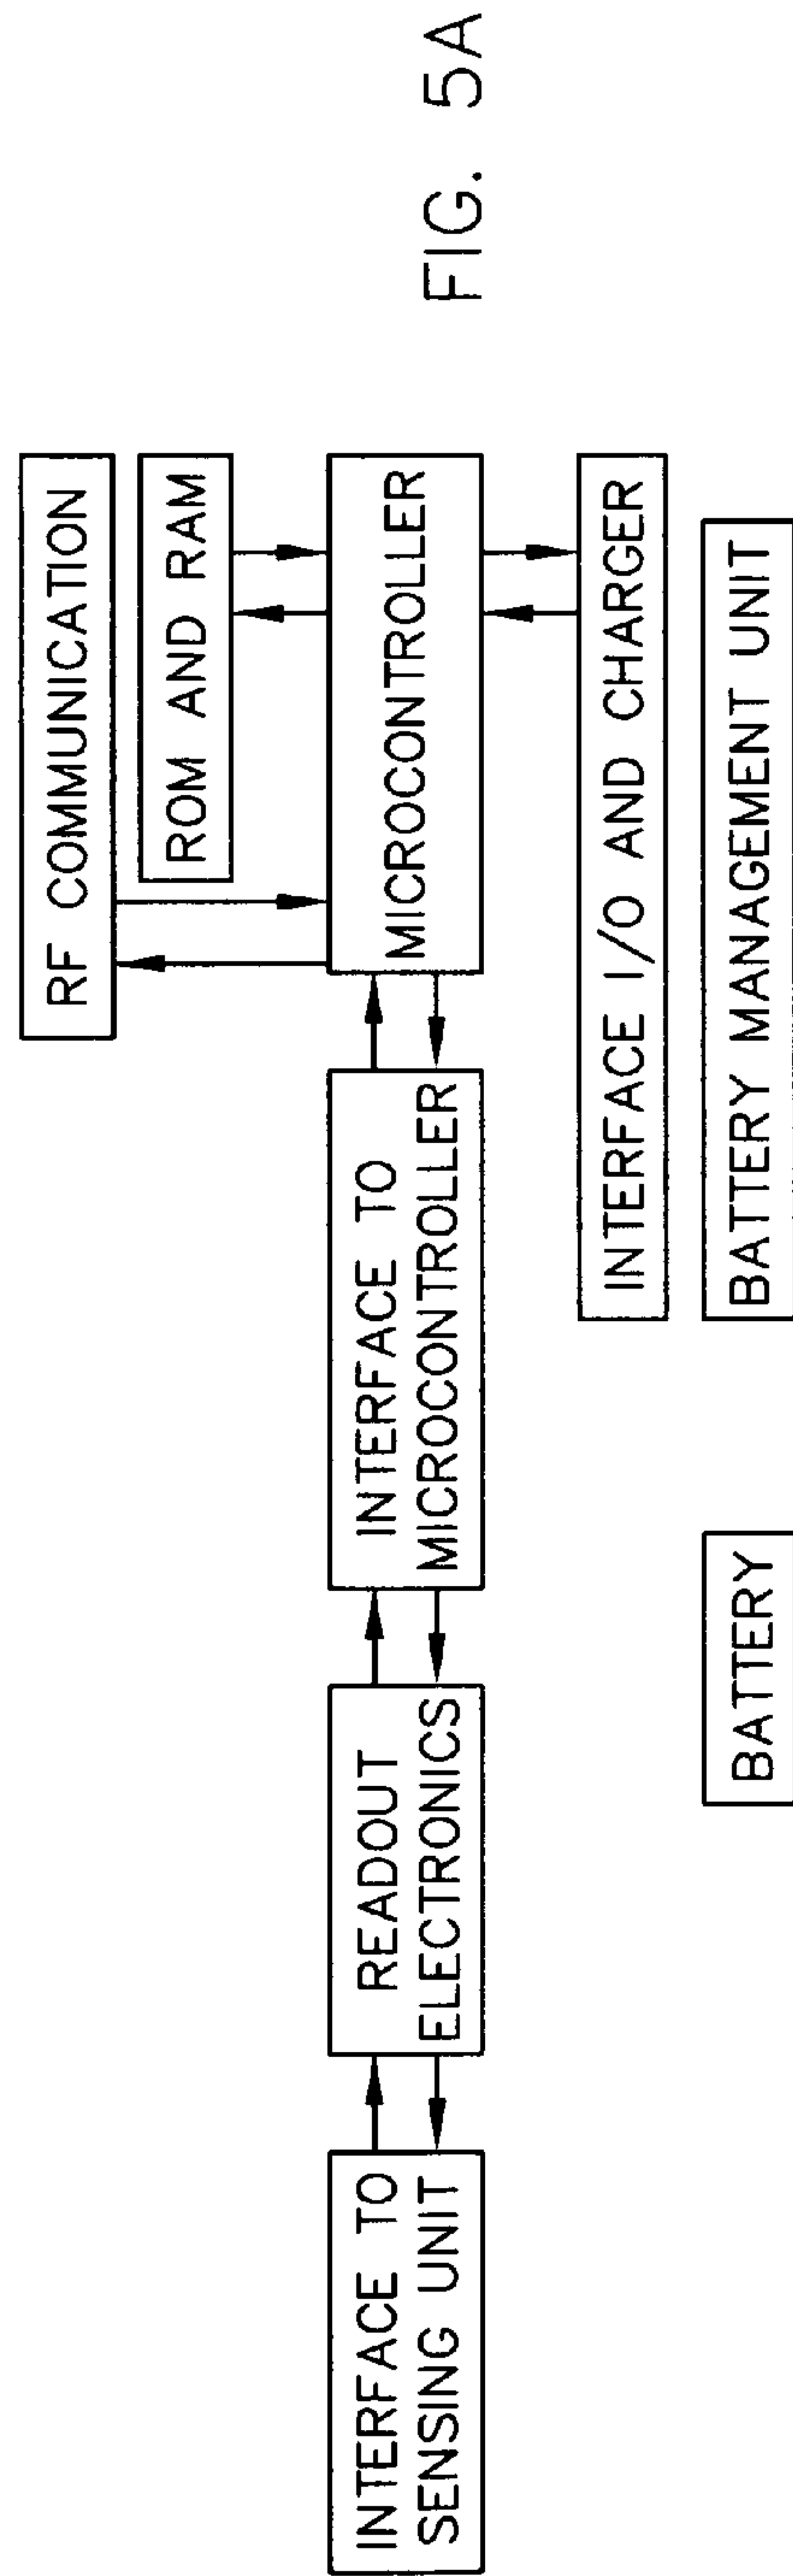 RF COMMUNICATION
ROM AND RAM
INTERFACE TO
SENSING UNIT
READOUT
ELECTRONICS
INTERFACE TO
MICROCONTROLLER
MICROCONTROLLER
INTERFACE I/O AND CHARGER
BATTERY
BATTERY MANAGEMENT UNIT
FIG. 5A